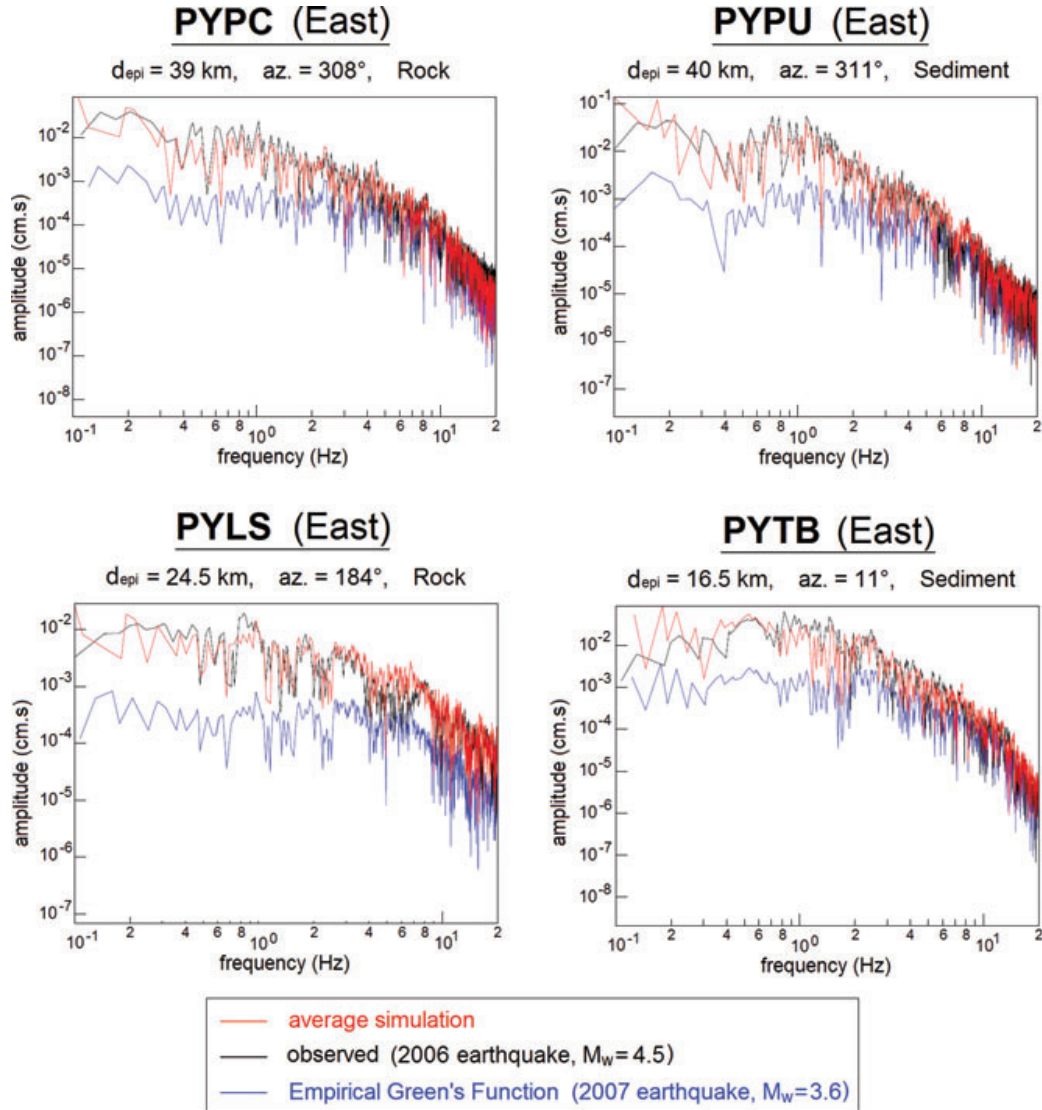 PYPC (East)
d_epi = 39 km, az. = 308°, Rock
amplitude (cm.s)
10^-2
10^-3
10^-4
10^-5
10^-6
10^-7
10^-8
10^-1 2 4 6 8 10^0 2 4 6 8 10^1 2
frequency (Hz)
PYPU (East)
d_epi = 40 km, az. = 311°, Sediment
amplitude (cm.s)
10^-1
10^-2
10^-3
10^-4
10^-5
10^-6
10^-7
10^-1 2 4 6 8 10^0 2 4 6 8 10^1 2
frequency (Hz)
PYLS (East)
d_epi = 24.5 km, az. = 184°, Rock
amplitude (cm.s)
10^-2
10^-3
10^-4
10^-5
10^-6
10^-7
10^-1 2 4 6 8 10^0 2 4 6 8 10^1 2
frequency (Hz)
PYTB (East)
d_epi = 16.5 km, az. = 11°, Sediment
amplitude (cm.s)
10^-2
10^-3
10^-4
10^-5
10^-6
10^-7
10^-8
10^-1 2 4 6 8 10^0 2 4 6 8 10^1 2
frequency (Hz)
average simulation
observed (2006 earthquake, M_w=4.5)
Empirical Green's Function (2007 earthquake, M_w=3.6)